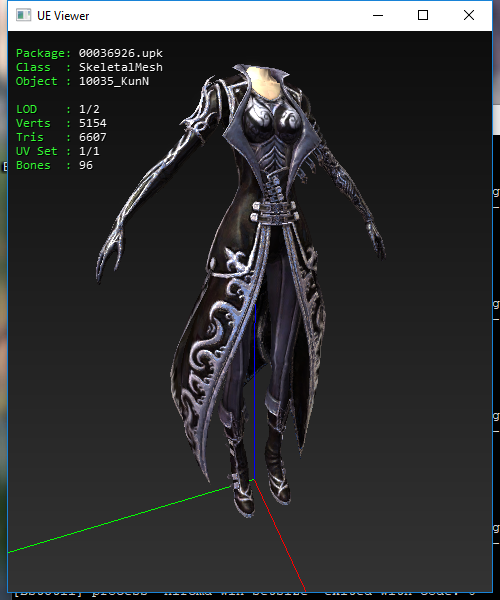 UE Viewer
Package: 00036926.upk
Class : SkeletalMesh
Object : 10035_KunN
LOD : 1/2
Verts : 5154
Tris : 6607
UV Set : 1/1
Bones : 96